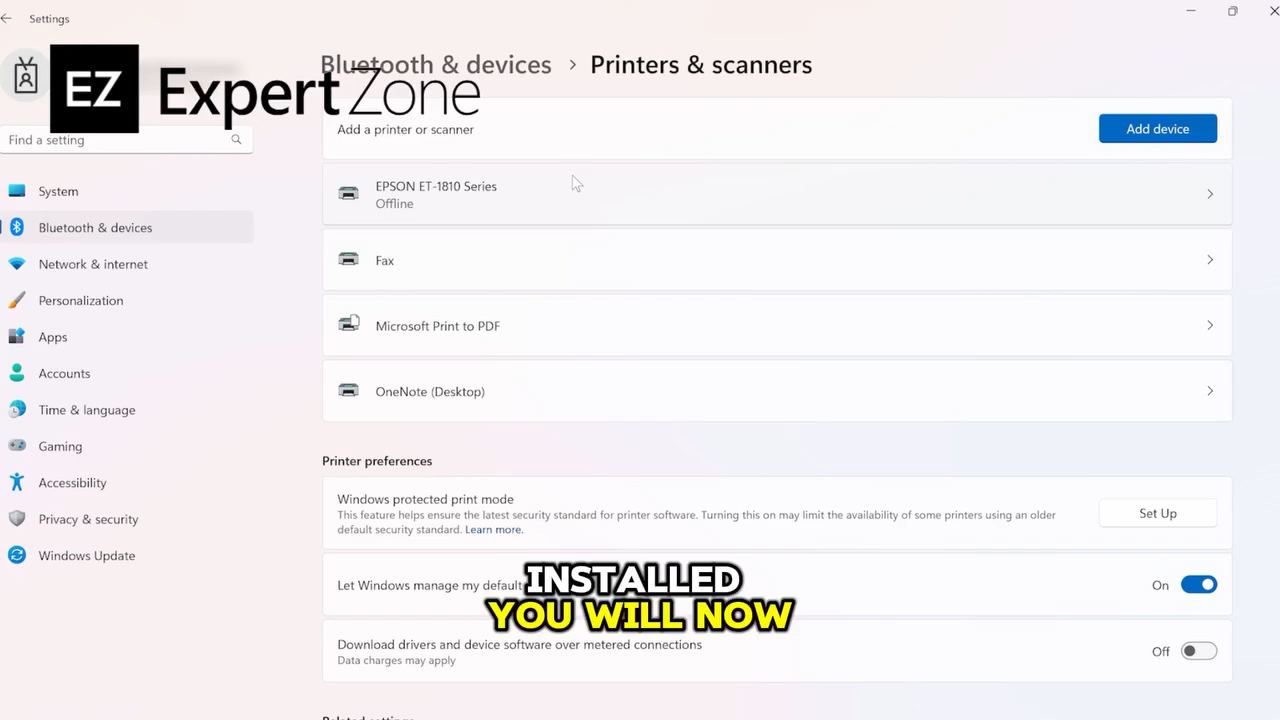 Settings
EZ ExpertZone
Bluetooth & devices > Printers & scanners
Find a setting
System
Bluetooth & devices
Network & internet
Personalization
Apps
Accounts
Time & language
Gaming
Accessibility
Privacy & security
Windows Update
Add a printer or scanner
Add device
EPSON ET-1810 Series
Offline
Fax
Microsoft Print to PDF
OneNote (Desktop)
Printer preferences
Windows protected print mode
This feature helps ensure the latest security standard for printer software. Turning this on may limit the availability of some printers using an older
default security standard. Learn more.
Set Up
Let Windows manage my default
On
INSTALLED
YOU WILL NOW
Download drivers and device software over metered connections
Data charges may apply
Off